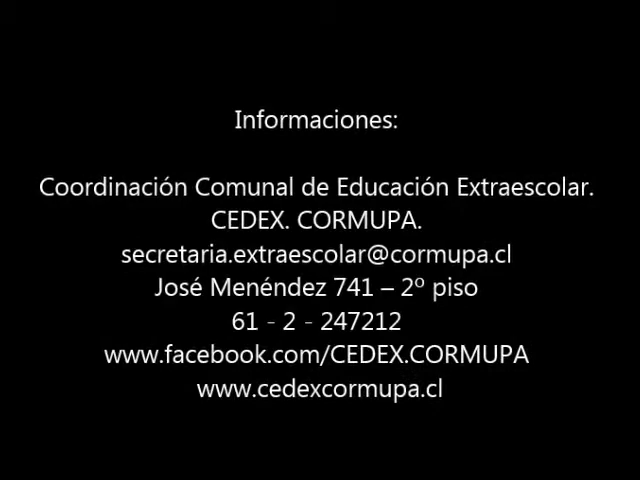 Informaciones:
Coordinación Comunal de Educación Extraescolar.
CEDEX. CORMUPA.
secretaria.extraescolar@cormupa.cl
José Menéndez 741 – 2º piso
61 - 2 - 247212
www.facebook.com/CEDEX.CORMUPA
www.cedexcormupa.cl